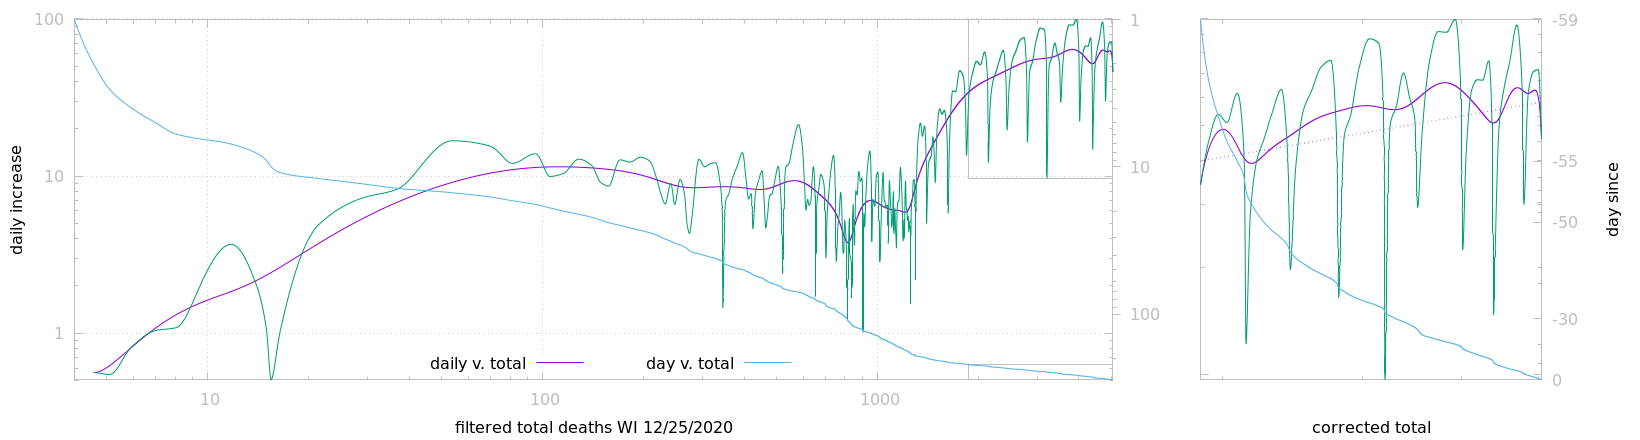 100
10
1
daily increase
10
100
1000
filtered total deaths WI 12/25/2020
daily v. total
day v. total
1
10
100
-59
-55
-50
-30
0
day since
corrected total